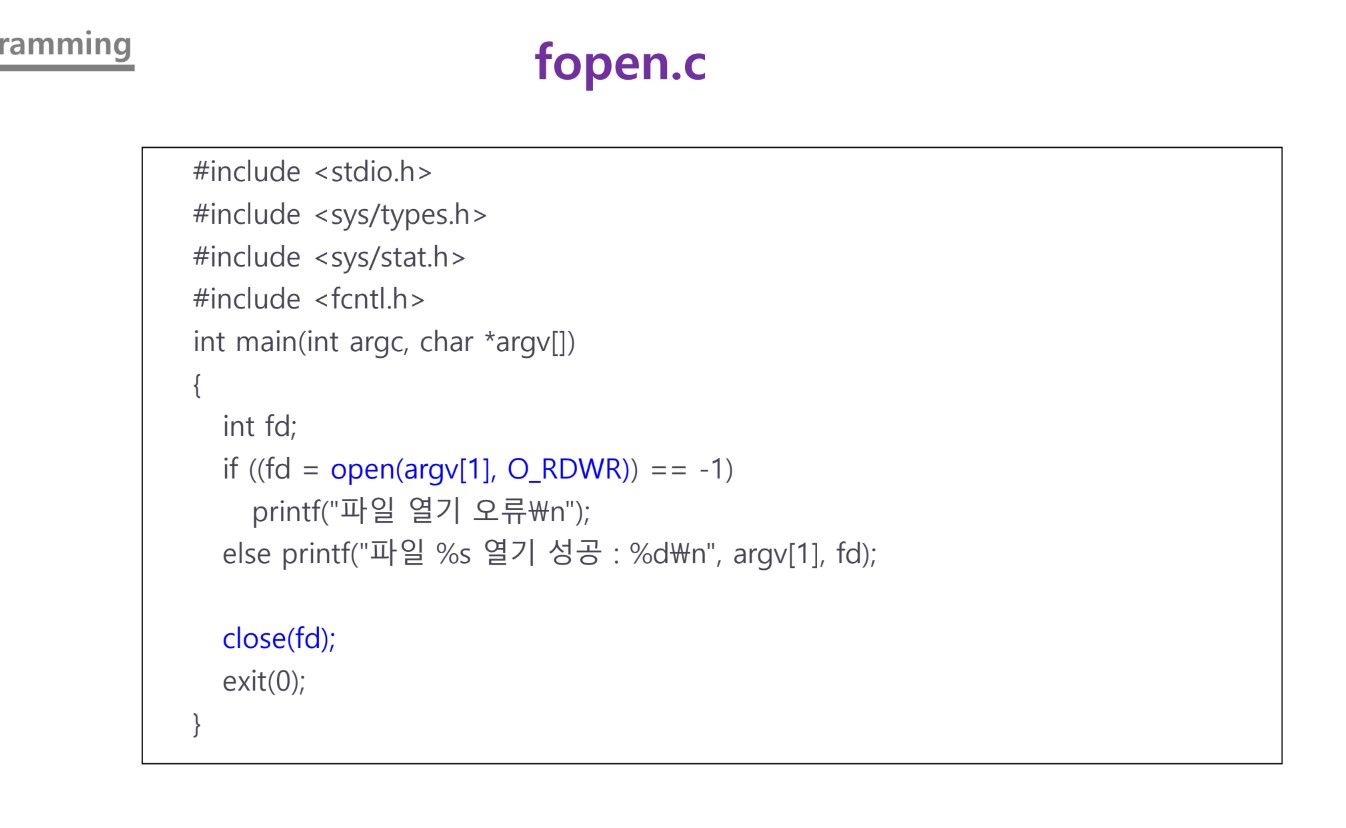 ramming
fopen.c
#include <stdio.h>
#include <sys/types.h>
#include <sys/stat.h>
#include <fcntl.h>
int main(int argc, char *argv[])
{
int fd;
if ((fd = open(argv[1], O_RDWR)) == -1)
printf("파일 열기 오류₩n");
else printf("파일 %s 열기 성공 : %d₩n", argv[1], fd);
close(fd);
exit(0);
}